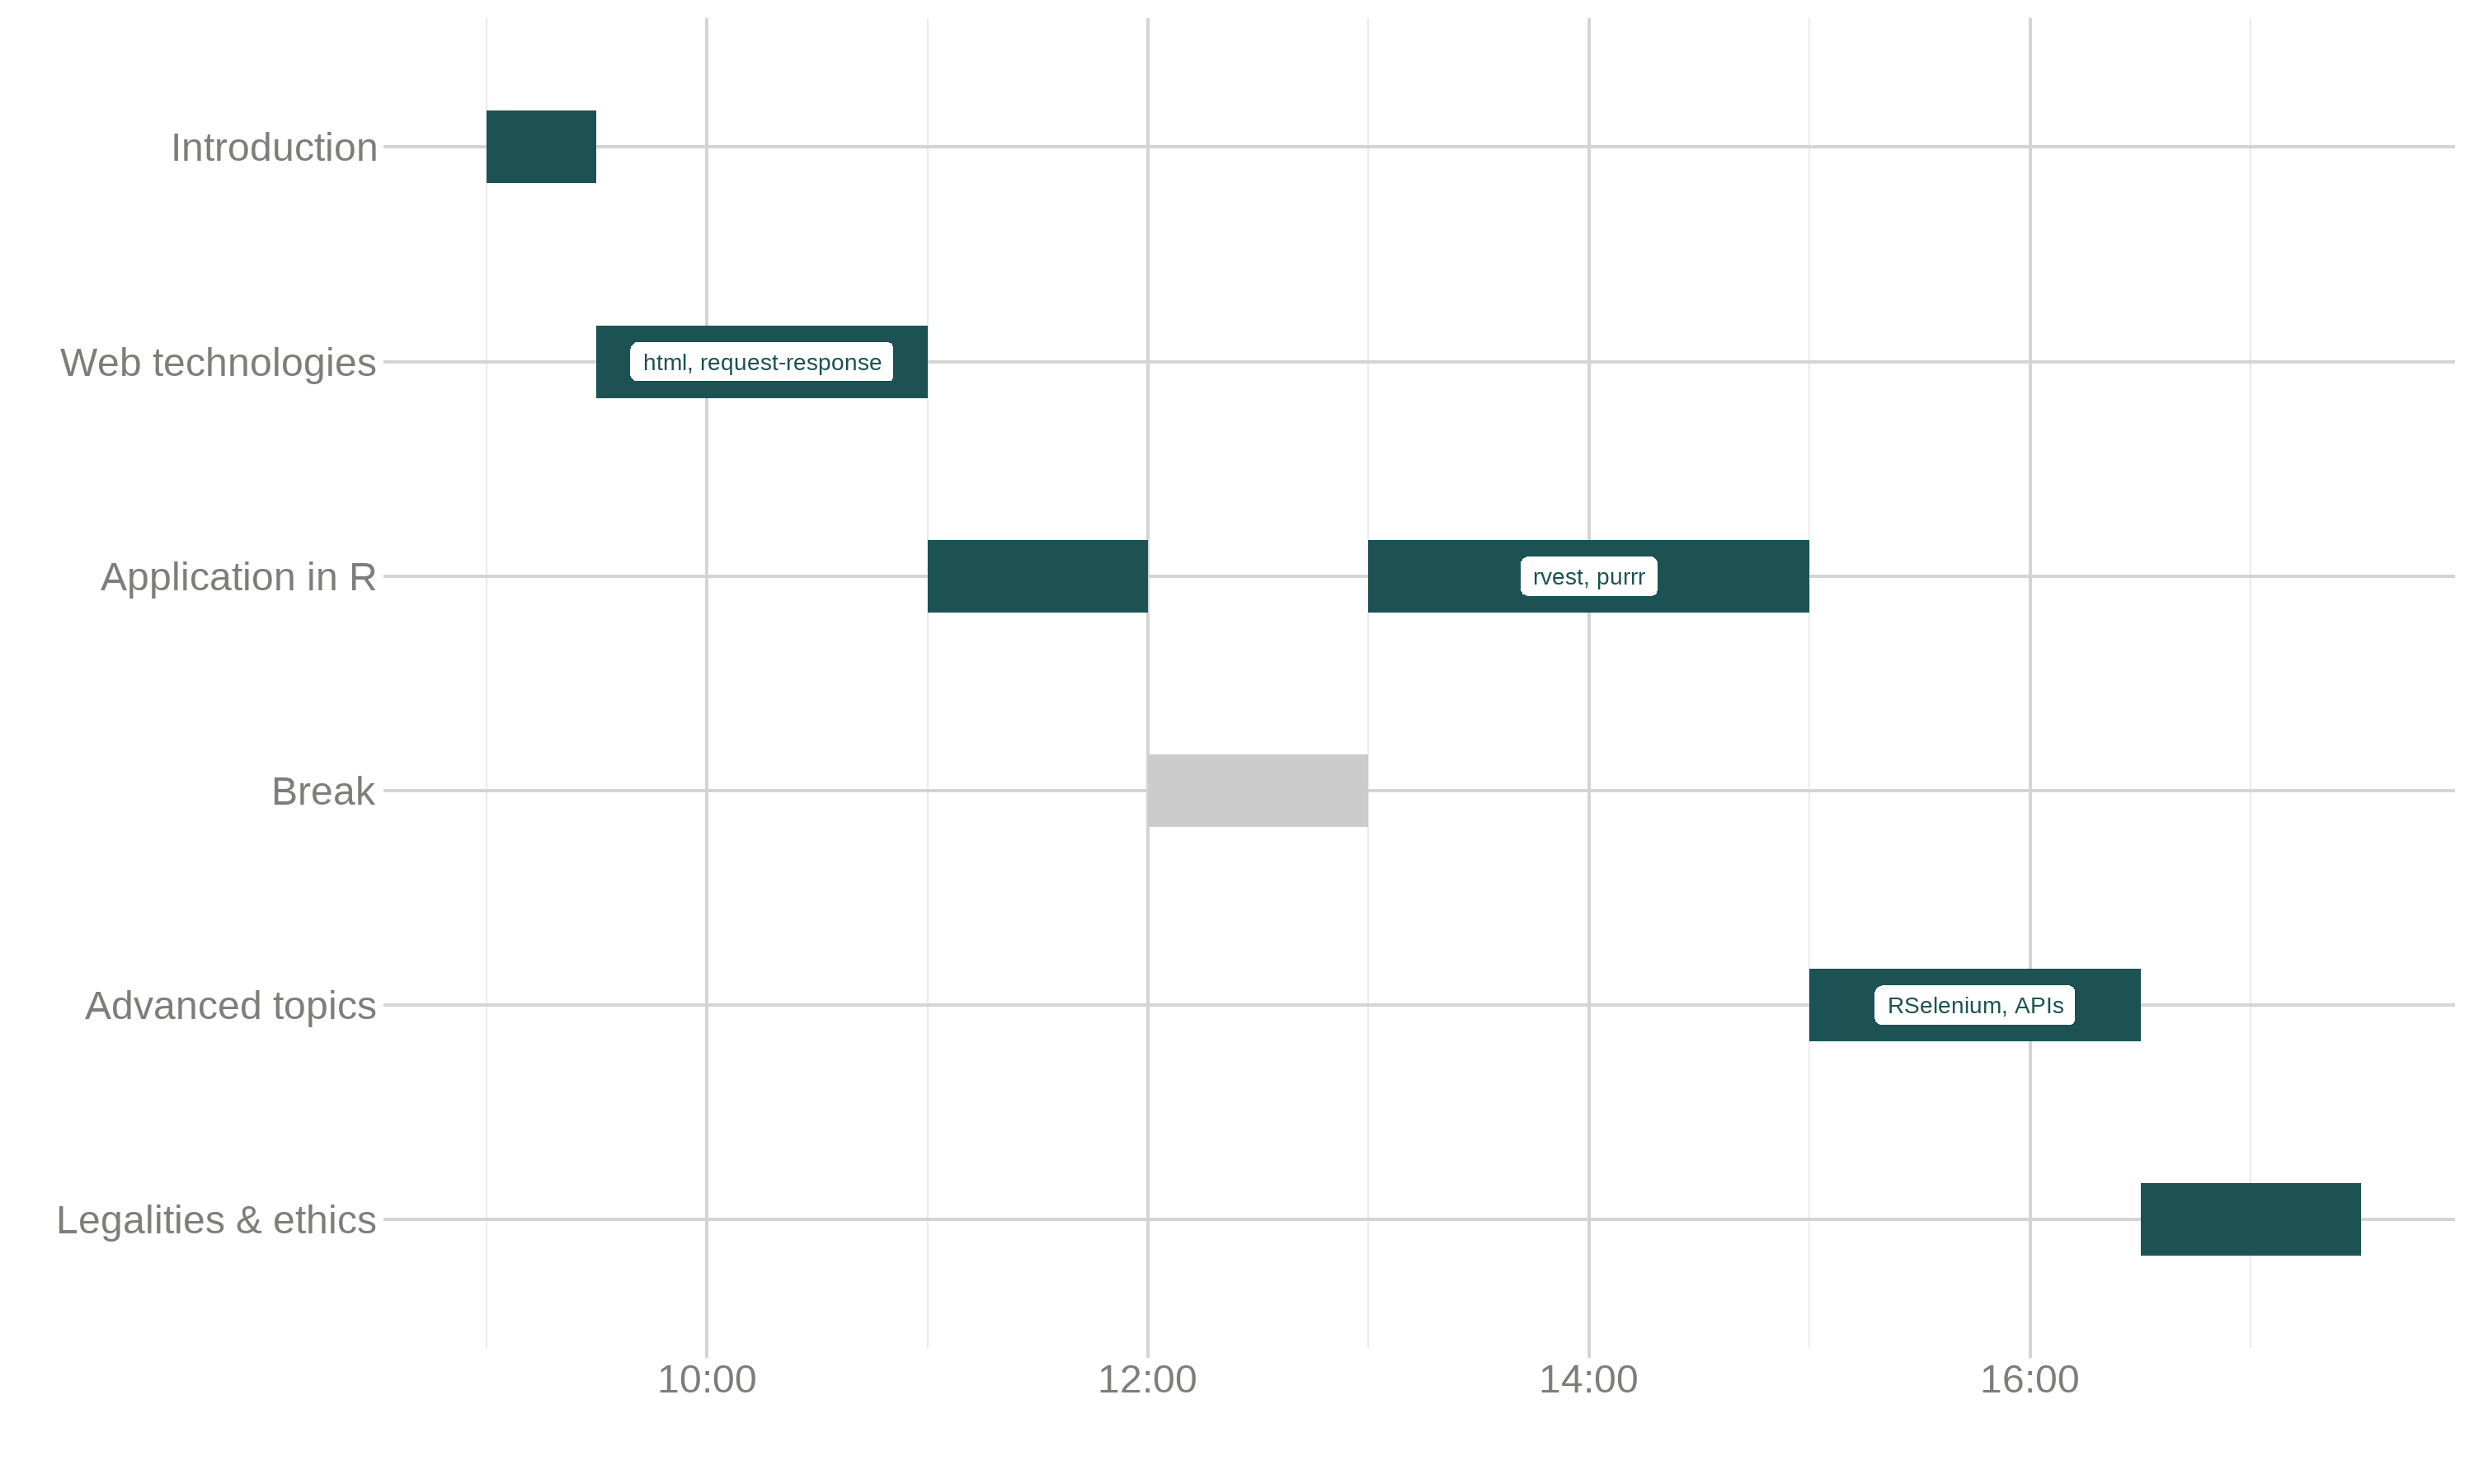 Introduction
Web technologies
html, request-response
Application in R
rvest, purrr
Break
Advanced topics
RSelenium, APIs
Legalities & ethics
10:00
12:00
14:00
16:00